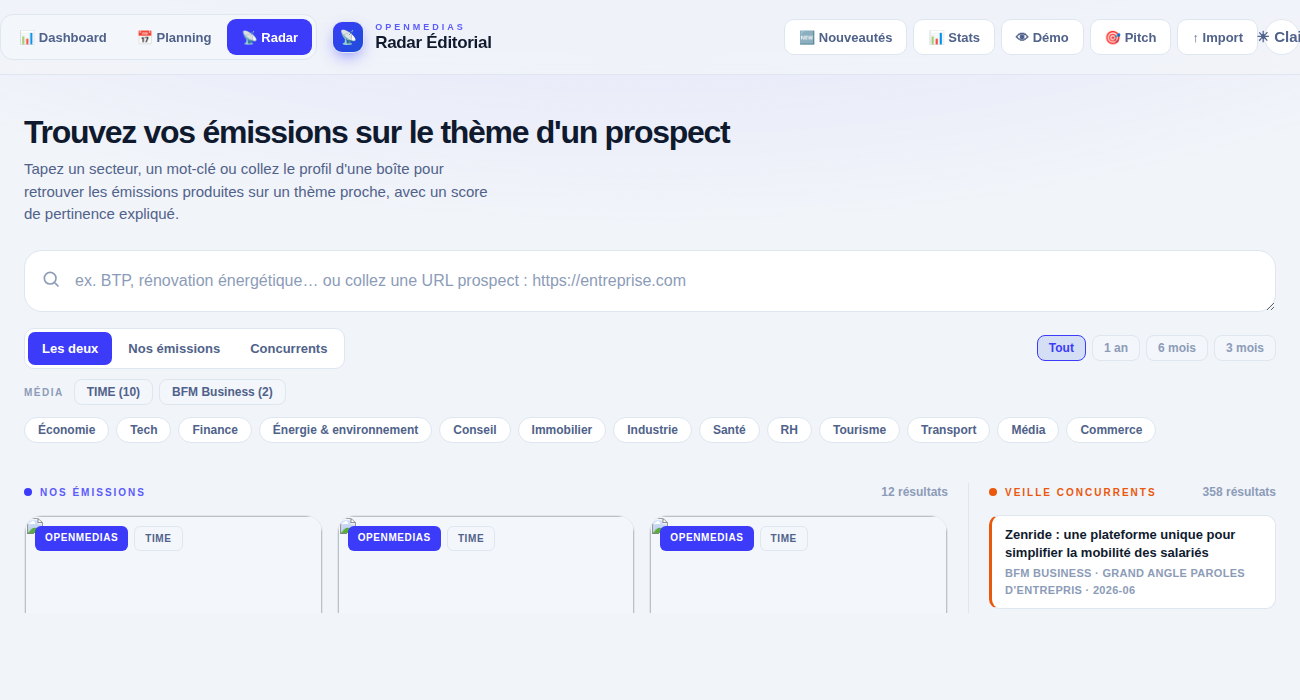 📊 Dashboard
📅 Planning
📡 Radar
OPENMEDIAS
Radar Éditorial
🆕 Nouveautés
📊 Stats
👁 Démo
🎯 Pitch
↑ Import
☀ Clai
Trouvez vos émissions sur le thème d'un prospect
Tapez un secteur, un mot-clé ou collez le profil d'une boîte pour
retrouver les émissions produites sur un thème proche, avec un score
de pertinence expliqué.
ex. BTP, rénovation énergétique… ou collez une URL prospect : https://entreprise.com
Les deux
Nos émissions
Concurrents
Tout
1 an
6 mois
3 mois
MÉDIA
TIME (10)
BFM Business (2)
Économie
Tech
Finance
Énergie & environnement
Conseil
Immobilier
Industrie
Santé
RH
Tourisme
Transport
Média
Commerce
NOS ÉMISSIONS
12 résultats
OPENMEDIAS
TIME
OPENMEDIAS
TIME
OPENMEDIAS
TIME
VEILLE CONCURRENTS
358 résultats
Zenride : une plateforme unique pour
simplifier la mobilité des salariés
BFM BUSINESS · GRAND ANGLE PAROLES
D'ENTREPRIS · 2026-06